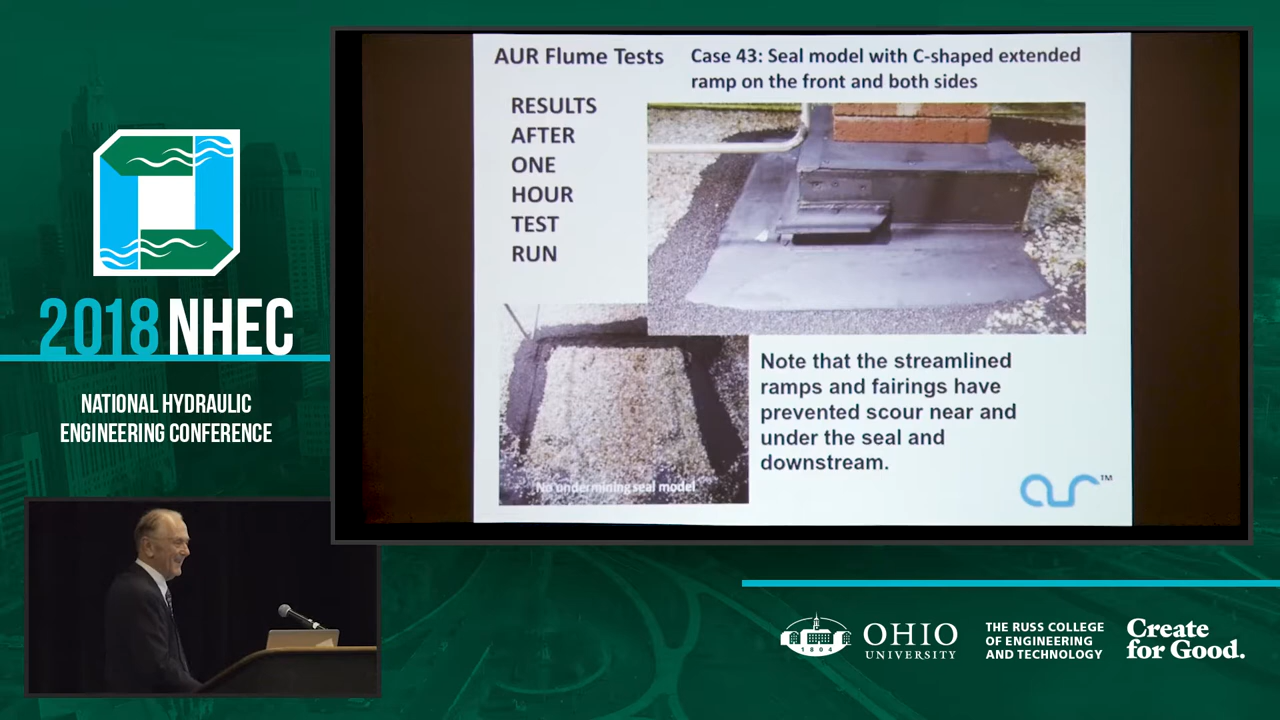 2018 NHEC
NATIONAL HYDRAULIC
ENGINEERING CONFERENCE
AUR Flume Tests
Case 43: Seal model with C-shaped extended
ramp on the front and both sides
RESULTS
AFTER
ONE
HOUR
TEST
RUN
No undermining seal model
Note that the streamlined
ramps and fairings have
prevented scour near and
under the seal and
downstream.
aur™
1804
OHIO
UNIVERSITY
THE RUSS COLLEGE
OF ENGINEERING
AND TECHNOLOGY
Create
for Good.